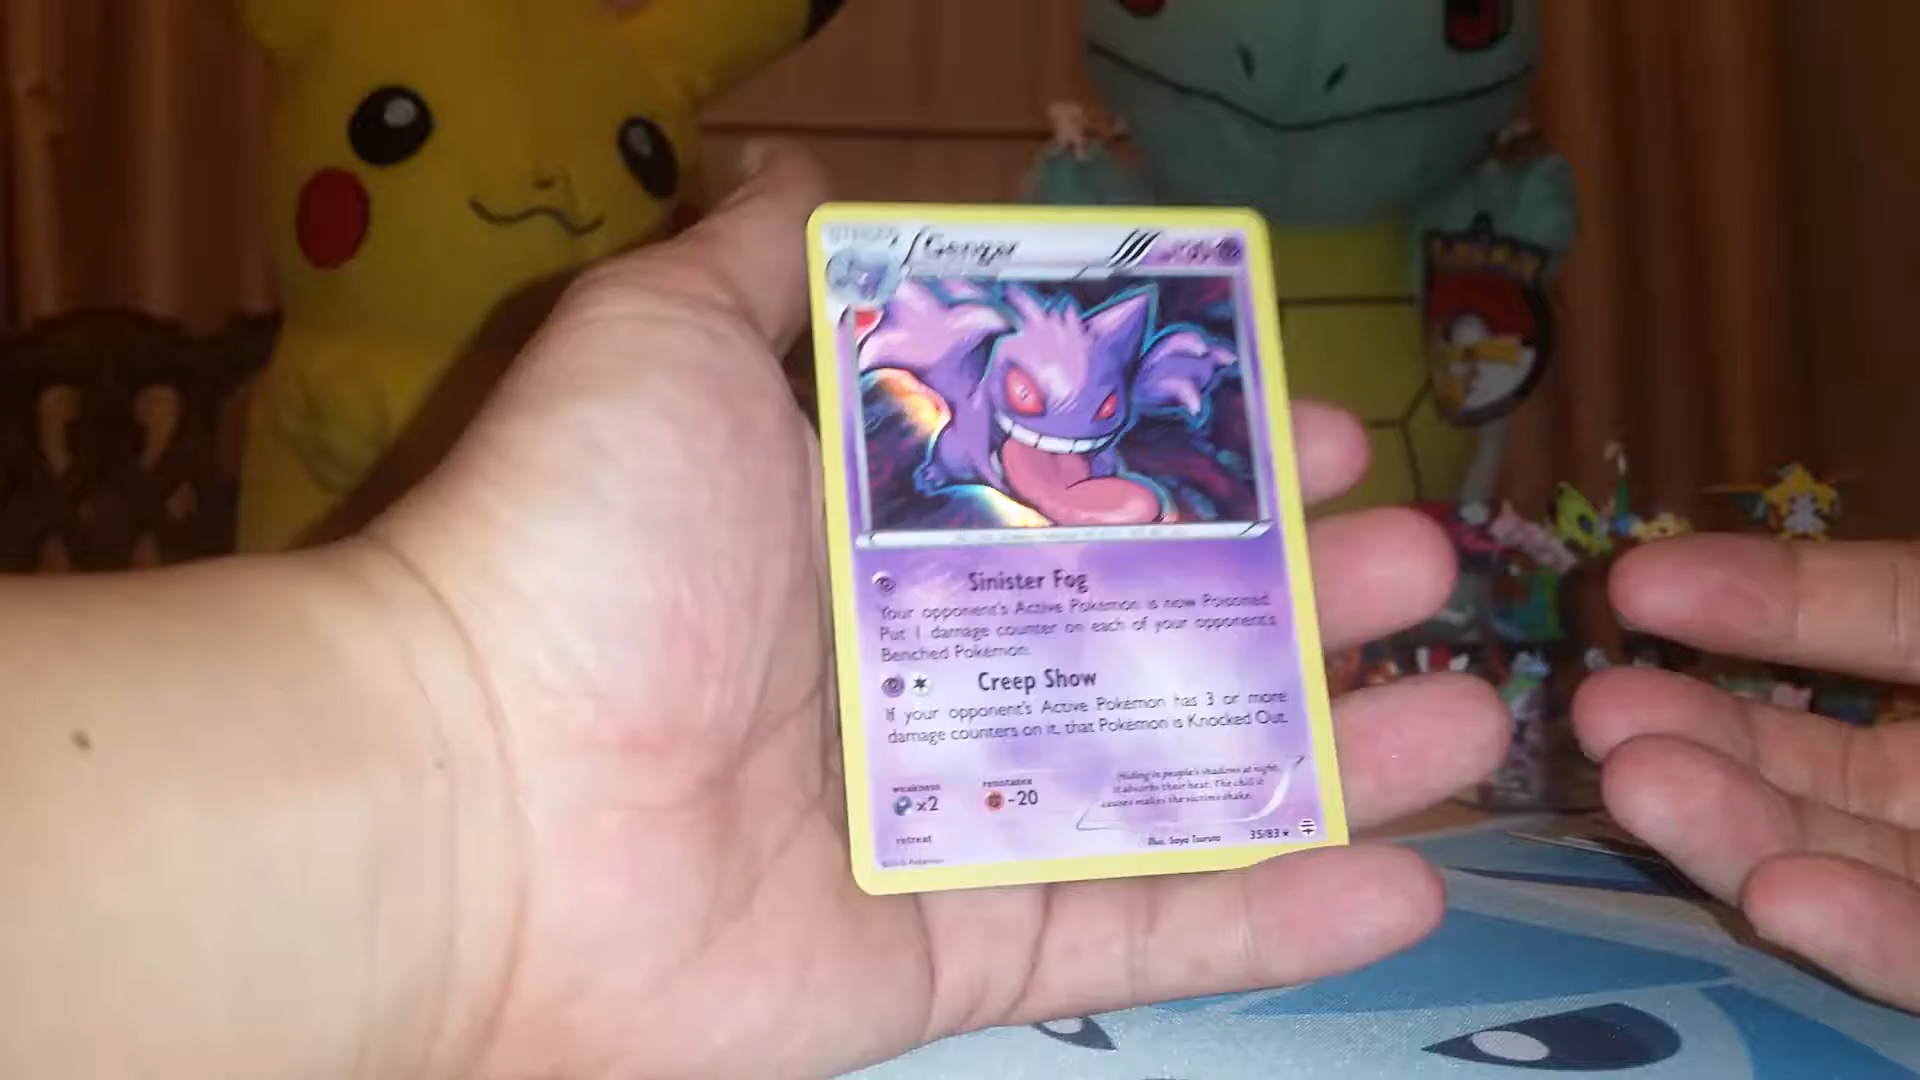 Gengar
Sinister Fog
Your opponent's Active Pokémon is now Poisoned.
Put 1 damage counter on each of your opponent's
Benched Pokémon.
Creep Show
If your opponent's Active Pokémon has 3 or more
damage counters on it, that Pokémon is Knocked Out.
weakness
x2
resistance
-20
Hiding in people's shadows at night,
it absorbs their heat. The chill it
causes makes the victims shake.
retreat
Illus. Saya Tsuruta
35/83